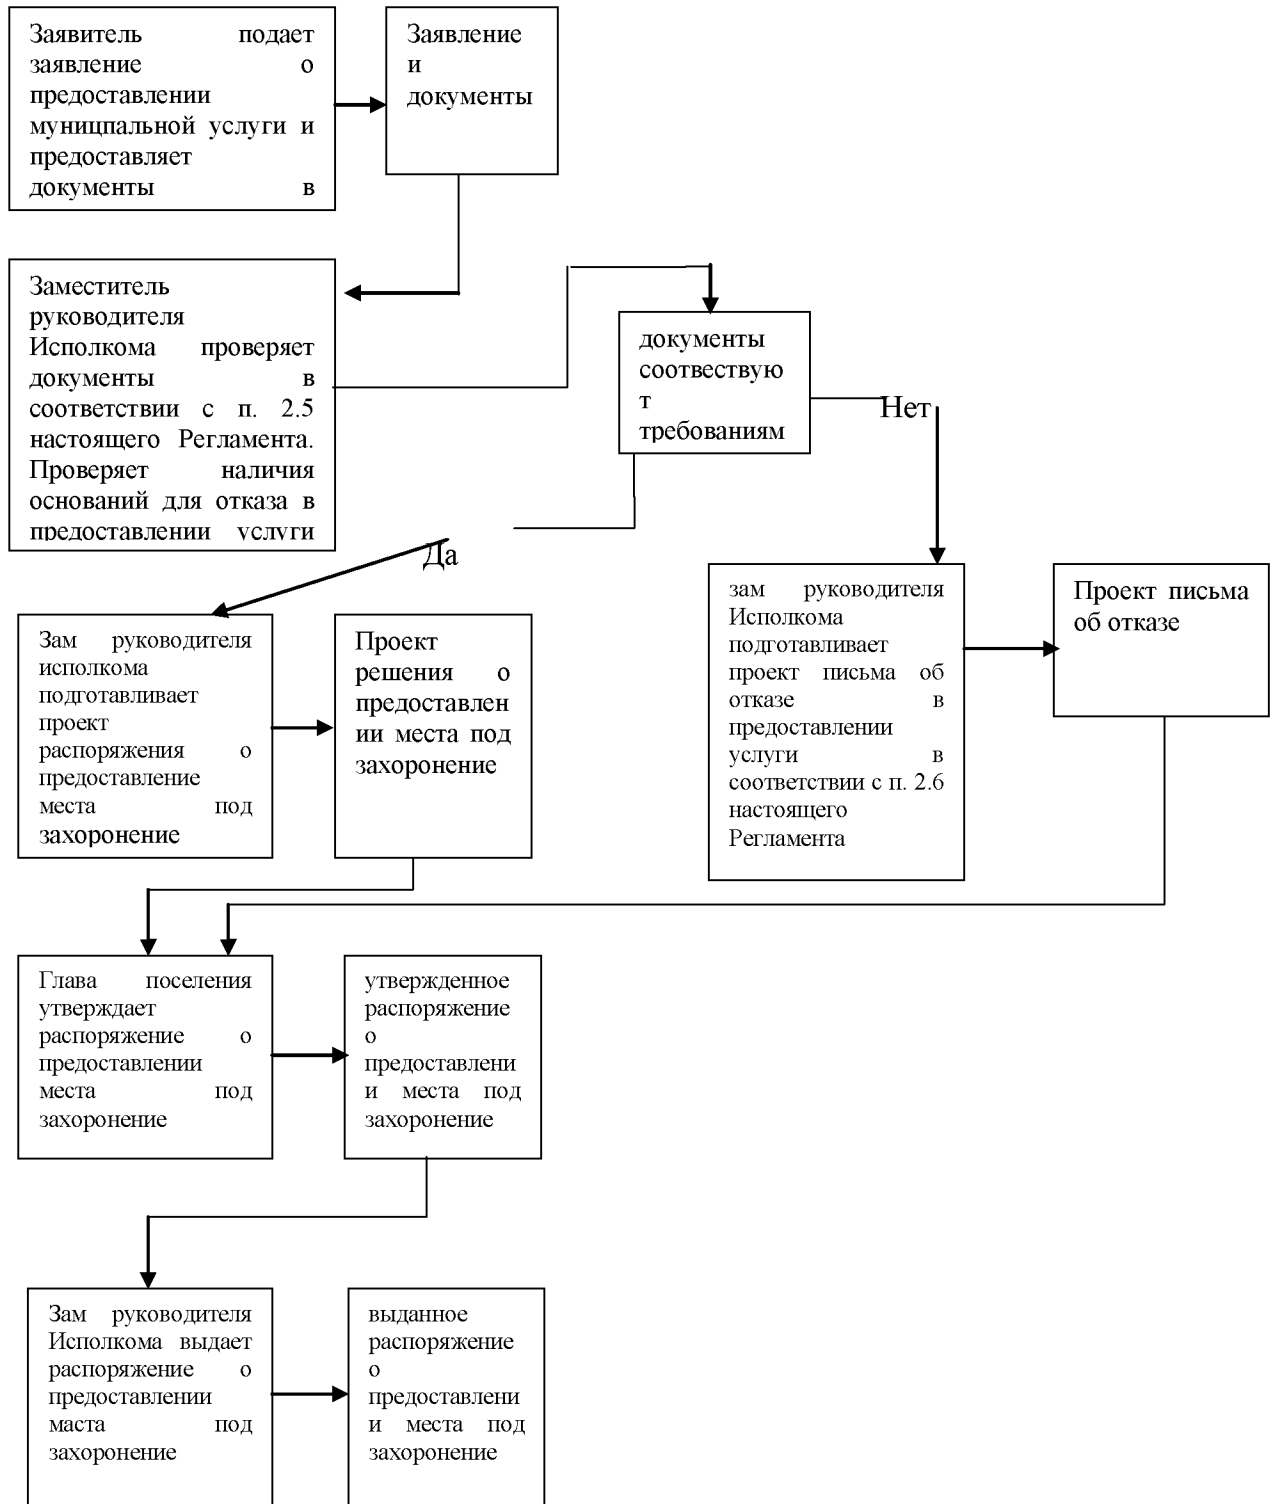 Заявитель подает
заявление о
предоставлении
муницпальной услуги и
предоставляет
документы в
Заявление
и
документы
Заместитель
руководителя
Исполкома проверяет
документы в
соответствии с п. 2.5
настоящего Регламента.
Проверяет наличия
оснований для отказа в
предоставлении услуги
документы
соотвествую
т
требованиям
Нет
Да
зам руководителя
Исполкома
подготавливает
проект письма об
отказе в
предоставлении
услуги в
соответствии с п. 2.6
настоящего
Регламента
Проект письма
об отказе
Зам руководителя
исполкома
подготавливает
проект
распоряжения о
предоставление
места под
захоронение
Проект
решения о
предоставлен
ии места под
захоронение
Глава поселения
утверждает
распоряжение о
предоставлении
места под
захоронение
утвержденное
распоряжение
о
предоставлени
и места под
захоронение
Зам руководителя
Исполкома выдает
распоряжение о
предоставлении
маста под
захоронение
выданное
распоряжение
о
предоставлени
и места под
захоронение